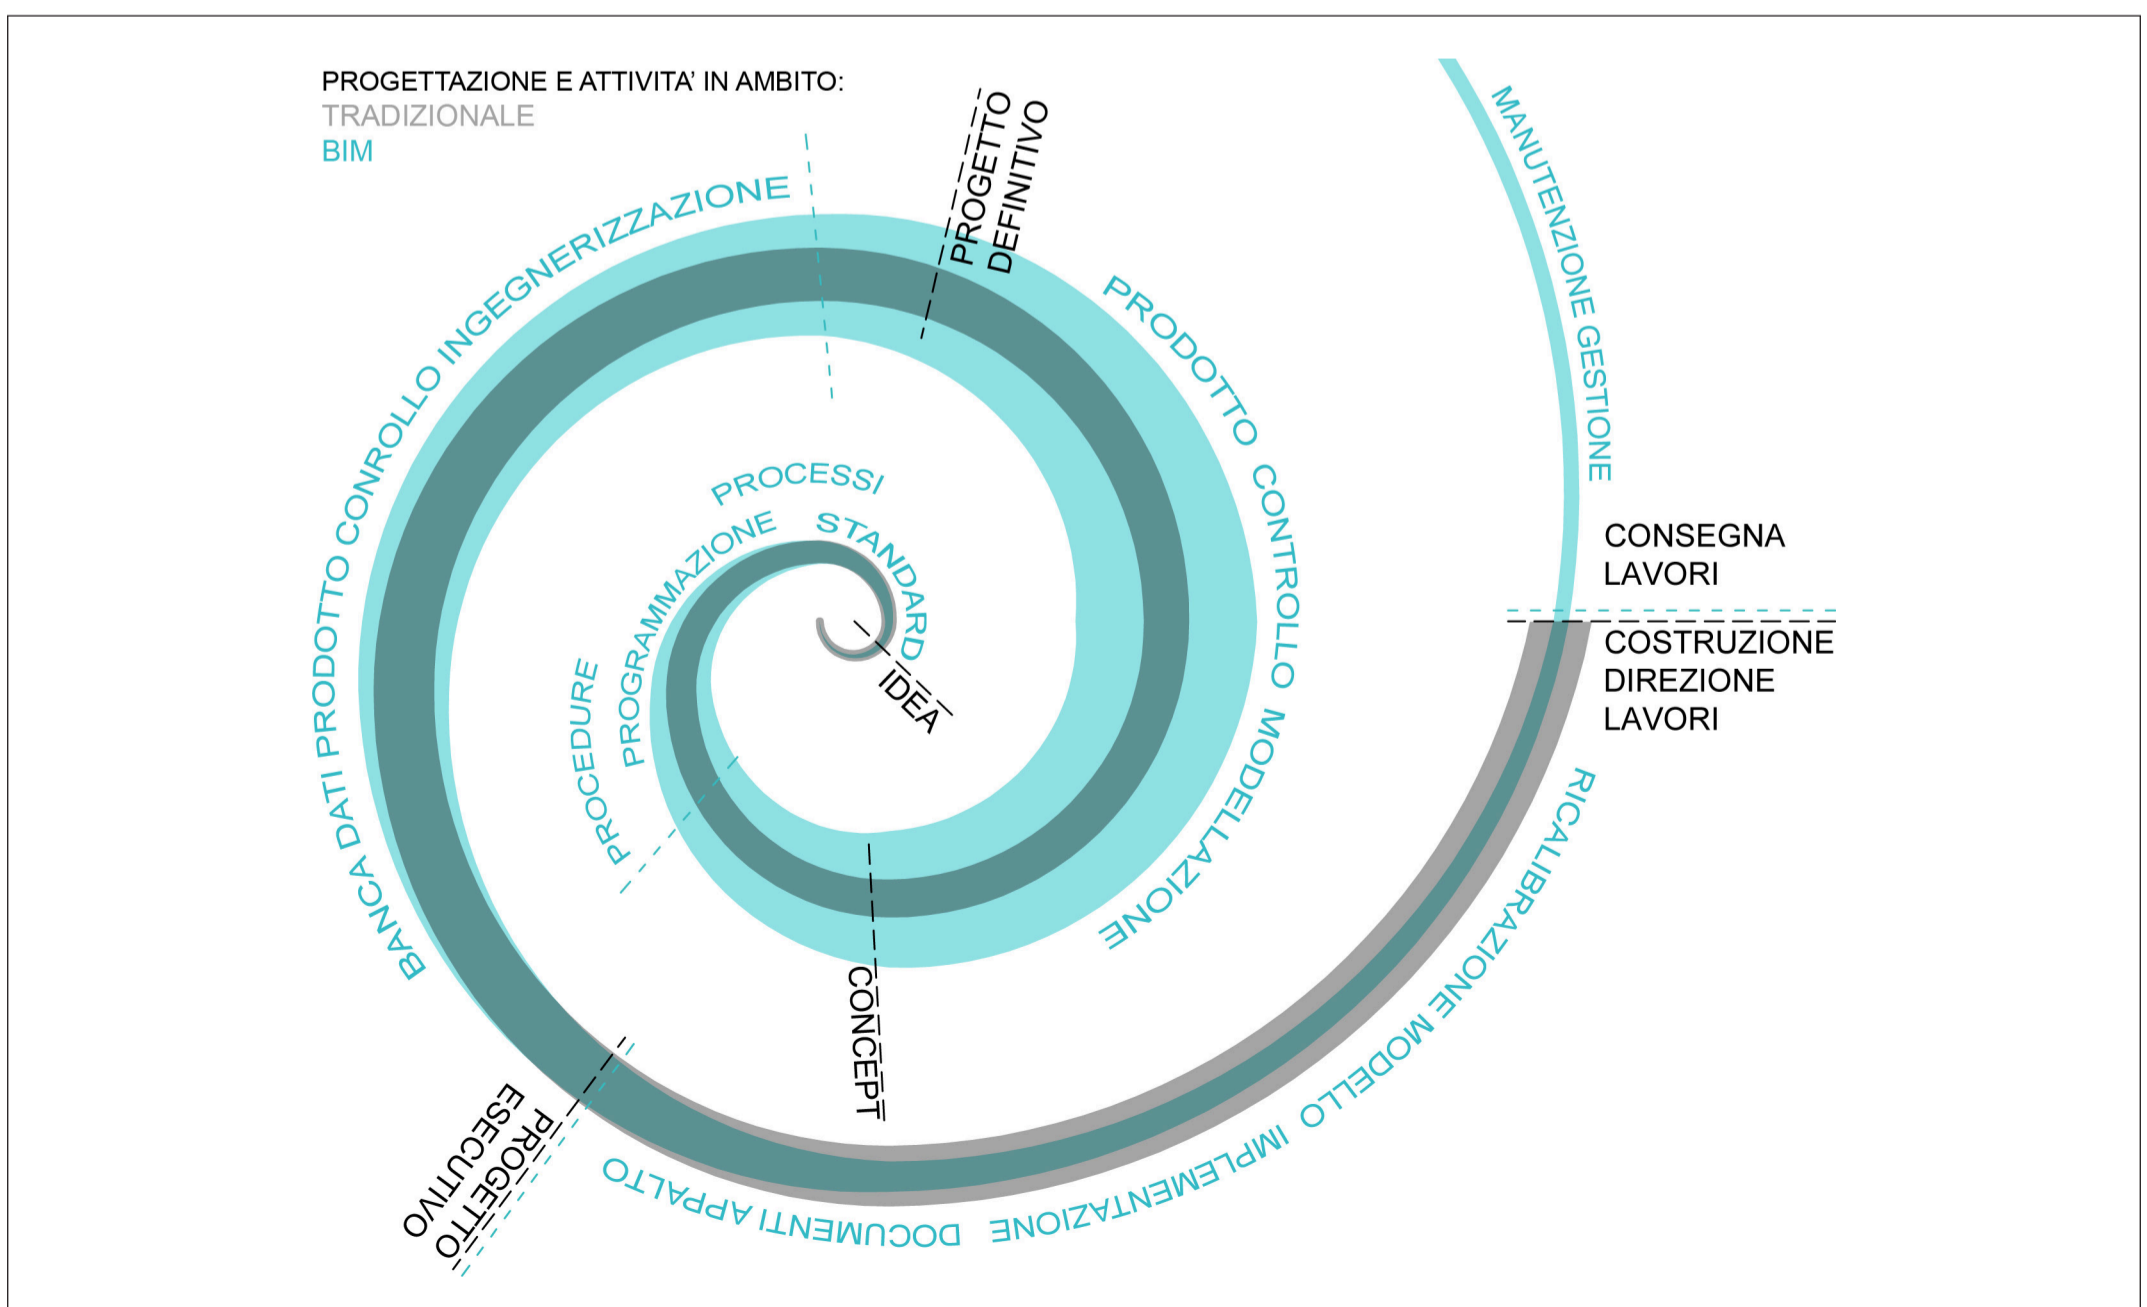 PROGETTAZIONE E ATTIVITA' IN AMBITO:
TRADIZIONALE
BIM
PROGETTO
DEFINITIVO
MANUTENZIONE GESTIONE
BANCA DATI PRODOTTO CONROLLO INGEGNERIZZAZIONE
PRODOTTO CONTROLLO MODELLAZIONE
PROCESSI
STANDARD
PROGRAMMAZIONE
PROCEDURE
IDEA
CONCEPT
CONSEGNA
LAVORI
COSTRUZIONE
DIREZIONE
LAVORI
RICALIBRAZIONE MODELLO IMPLEMENTAZIONE DOCUMENTI APPALTO
PROGETTO
ESECUTIVO